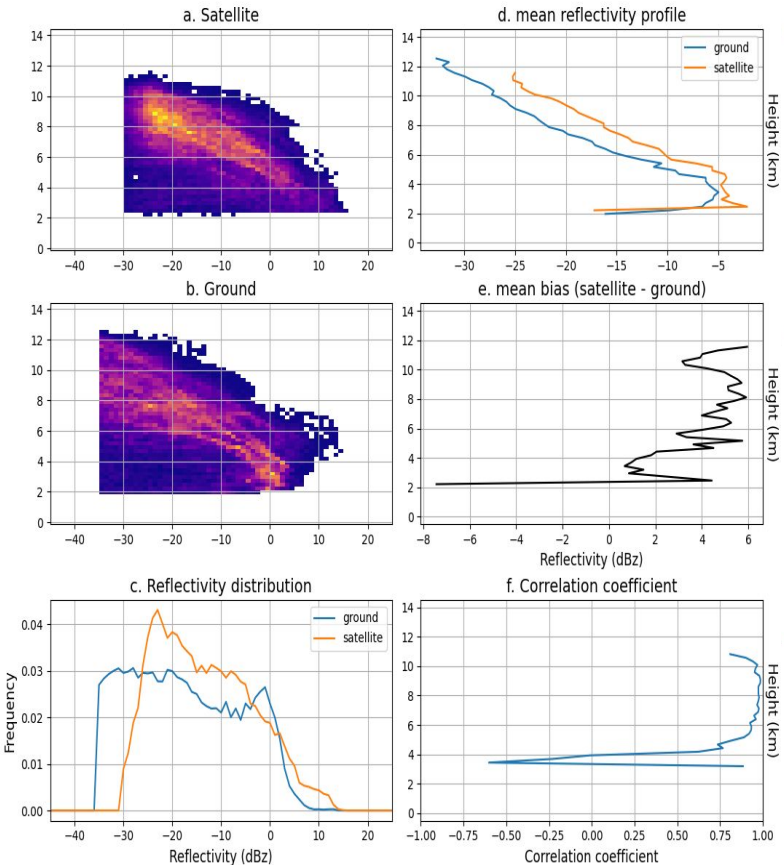 a. Satellite
14
12
10
8
6
4
2
0
−40 −30 −20 −10 0 10 20
d. mean reflectivity profile
ground
satellite
14
12
10
8
6
4
2
0
Height (km)
−30 −25 −20 −15 −10 −5
b. Ground
14
12
10
8
6
4
2
0
−40 −30 −20 −10 0 10 20
e. mean bias (satellite - ground)
14
12
10
8
6
4
2
0
Height (km)
−8 −6 −4 −2 0 2 4 6
Reflectivity (dBz)
c. Reflectivity distribution
ground
satellite
Frequency
0.04
0.03
0.02
0.01
0.00
−40 −30 −20 −10 0 10 20
Reflectivity (dBz)
f. Correlation coefficient
14
12
10
8
6
4
2
0
Height (km)
−1.00 −0.75 −0.50 −0.25 0.00 0.25 0.50 0.75 1.00
Correlation coefficient